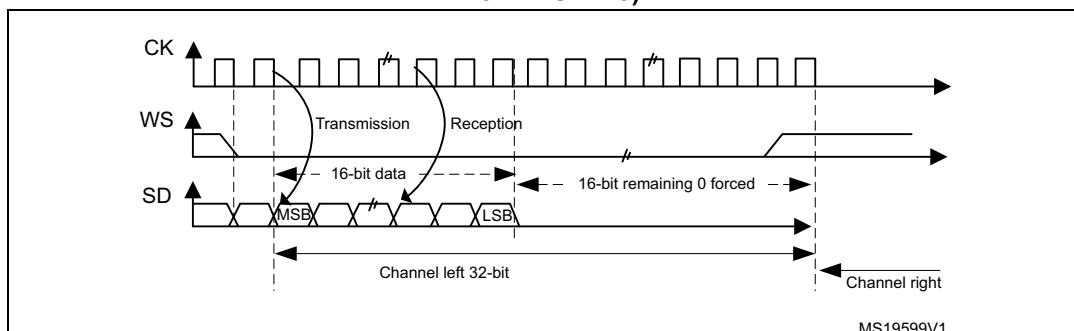 CK
WS
Transmission
Reception
16-bit data
16-bit remaining 0 forced
SD
MSB
LSB
Channel left 32-bit
Channel right
MS19599V1